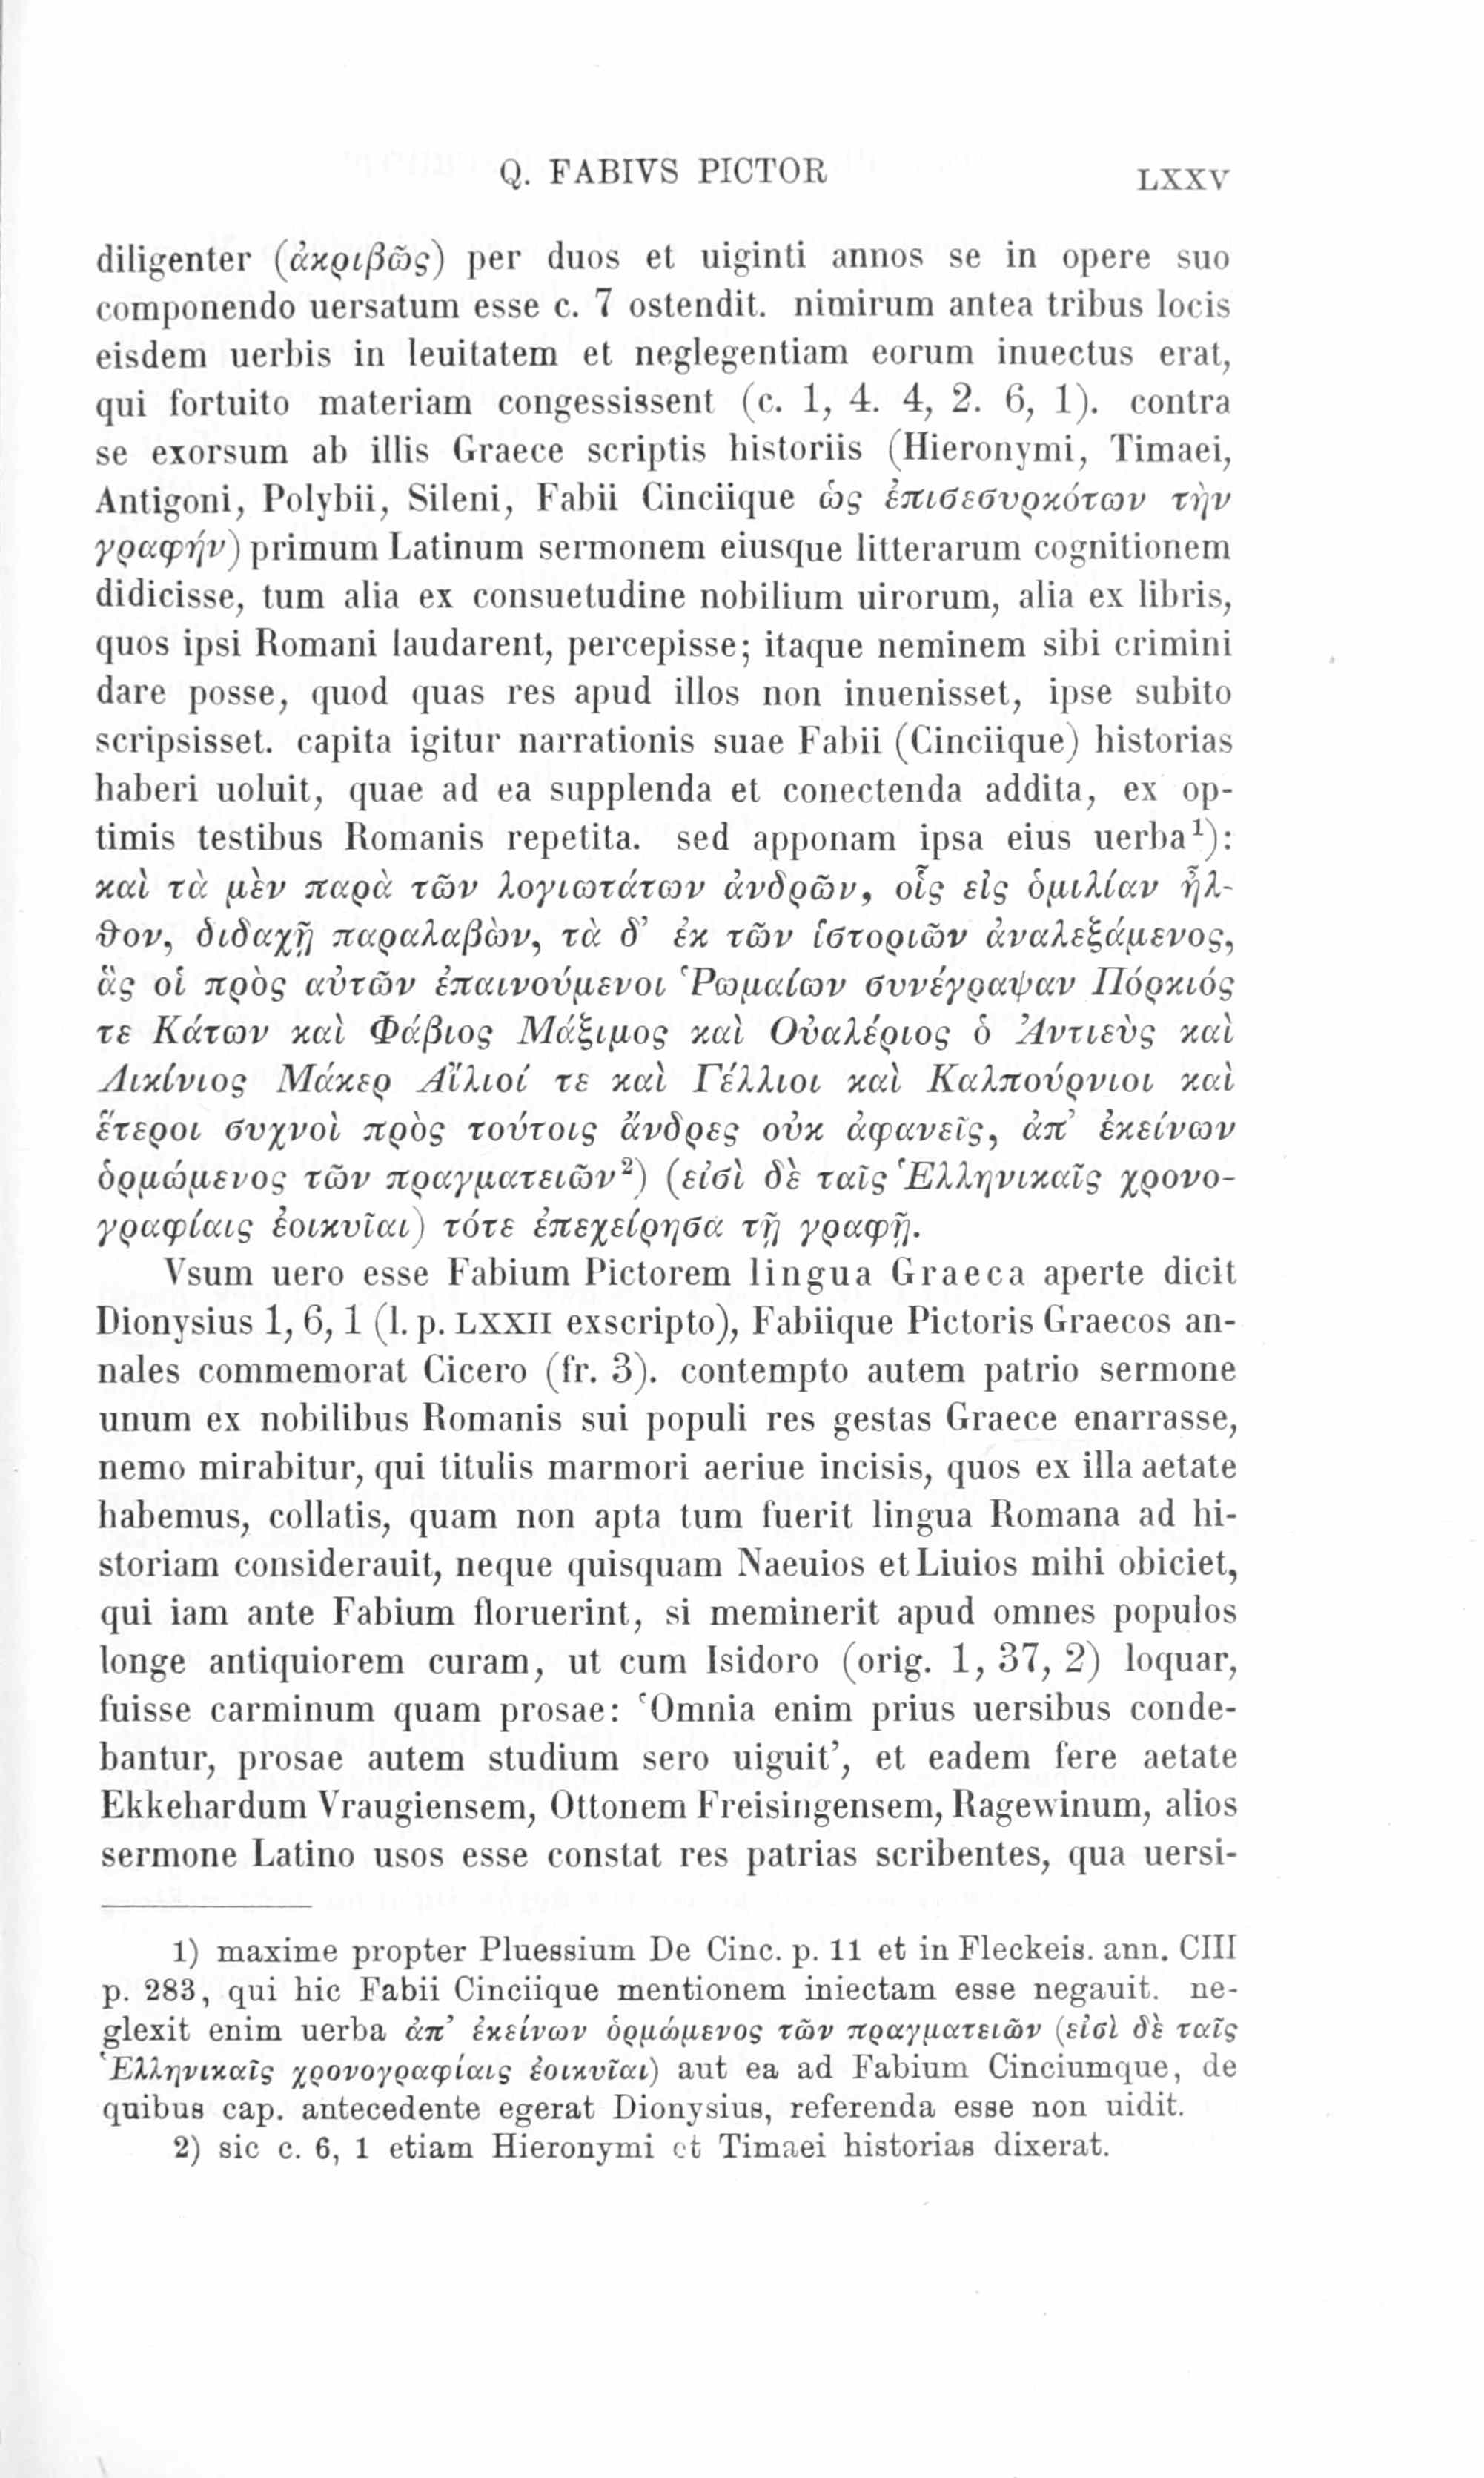 Q. FABIVS PICTOR LXXV
diligenter (ἀκριβῶς) per duos et uiginti annos se in opere suo
componendo uersatum esse c. 7 ostendit. nimirum antea tribus locis
eisdem uerbis in leuitatem et neglegentiam eorum inuectus erat,
qui fortuito materiam congessissent (c. 1, 4. 4, 2. 6, 1). contra
se exorsum ab illis Graece scriptis historiis (Hieronymi, Timaei,
Antigoni, Polybii, Sileni, Fabii Cinciique ὡς ἐπισεσυρκότων τὴν
γραφήν) primum Latinum sermonem eiusque litterarum cognitionem
didicisse, tum alia ex consuetudine nobilium uirorum, alia ex libris,
quos ipsi Romani laudarent, percepisse; itaque neminem sibi crimini
dare posse, quod quas res apud illos non inuenisset, ipse subito
scripsisset. capita igitur narrationis suae Fabii (Cinciique) historias
haberi uoluit, quae ad ea supplenda et conectenda addita, ex op-
timis testibus Romanis repetita. sed apponam ipsa eius uerba¹):
καὶ τὰ μὲν παρὰ τῶν λογιωτάτων ἀνδρῶν, οἷς εἰς ὁμιλίαν ἦλ-
ϑον, διδαχῇ παραλαβὼν, τὰ δ’ ἐκ τῶν ἱστοριῶν ἀναλεξάμενος,
ἃς οἱ πρὸς αὐτῶν ἐπαινούμενοι Ῥωμαίων συνέγραψαν Πόρκιός
τε Κάτων καὶ Φάβιος Μάξιμος καὶ Οὐαλέριος ὁ Ἀντιεὺς καὶ
Λικίνιος Μάκερ Αἴλιοί τε καὶ Γέλλιοι καὶ Καλπούρνιοι καὶ
ἕτεροι συχνοὶ πρὸς τούτοις ἄνδρες οὐκ ἀφανεῖς, ἀπ’ ἐκείνων
ὁρμώμενος τῶν πραγματειῶν²) (εἰσὶ δὲ ταῖς Ἑλληνικαῖς χρονο-
γραφίαις ἐοικυῖαι) τότε ἐπεχείρησα τῇ γραφῇ.
Vsum uero esse Fabium Pictorem lingua Graeca aperte dicit
Dionysius 1, 6, 1 (l. p. LXXII exscripto), Fabiique Pictoris Graecos an-
nales commemorat Cicero (fr. 3). contempto autem patrio sermone
unum ex nobilibus Romanis sui populi res gestas Graece enarrasse,
nemo mirabitur, qui titulis marmori aeriue incisis, quos ex illa aetate
habemus, collatis, quam non apta tum fuerit lingua Romana ad hi-
storiam considerauit, neque quisquam Naeuios et Liuios mihi obiciet,
qui iam ante Fabium floruerint, si meminerit apud omnes populos
longe antiquiorem curam, ut cum Isidoro (orig. 1, 37, 2) loquar,
fuisse carminum quam prosae: ‘Omnia enim prius uersibus conde-
bantur, prosae autem studium sero uiguit’, et eadem fere aetate
Ekkehardum Vraugiensem, Ottonem Freisingensem, Ragewinum, alios
sermone Latino usos esse constat res patrias scribentes, qua uersi-
1) maxime propter Pluessium De Cinc. p. 11 et in Fleckeis. ann. CIII
p. 283, qui hic Fabii Cinciique mentionem iniectam esse negauit. ne-
glexit enim uerba ἀπ’ ἐκείνων ὁρμώμενος τῶν πραγματειῶν (εἰσὶ δὲ ταῖς
Ἑλληνικαῖς χρονογραφίαις ἐοικυῖαι) aut ea ad Fabium Cinciumque, de
quibus cap. antecedente egerat Dionysius, referenda esse non uidit.
2) sic c. 6, 1 etiam Hieronymi et Timaei historias dixerat.